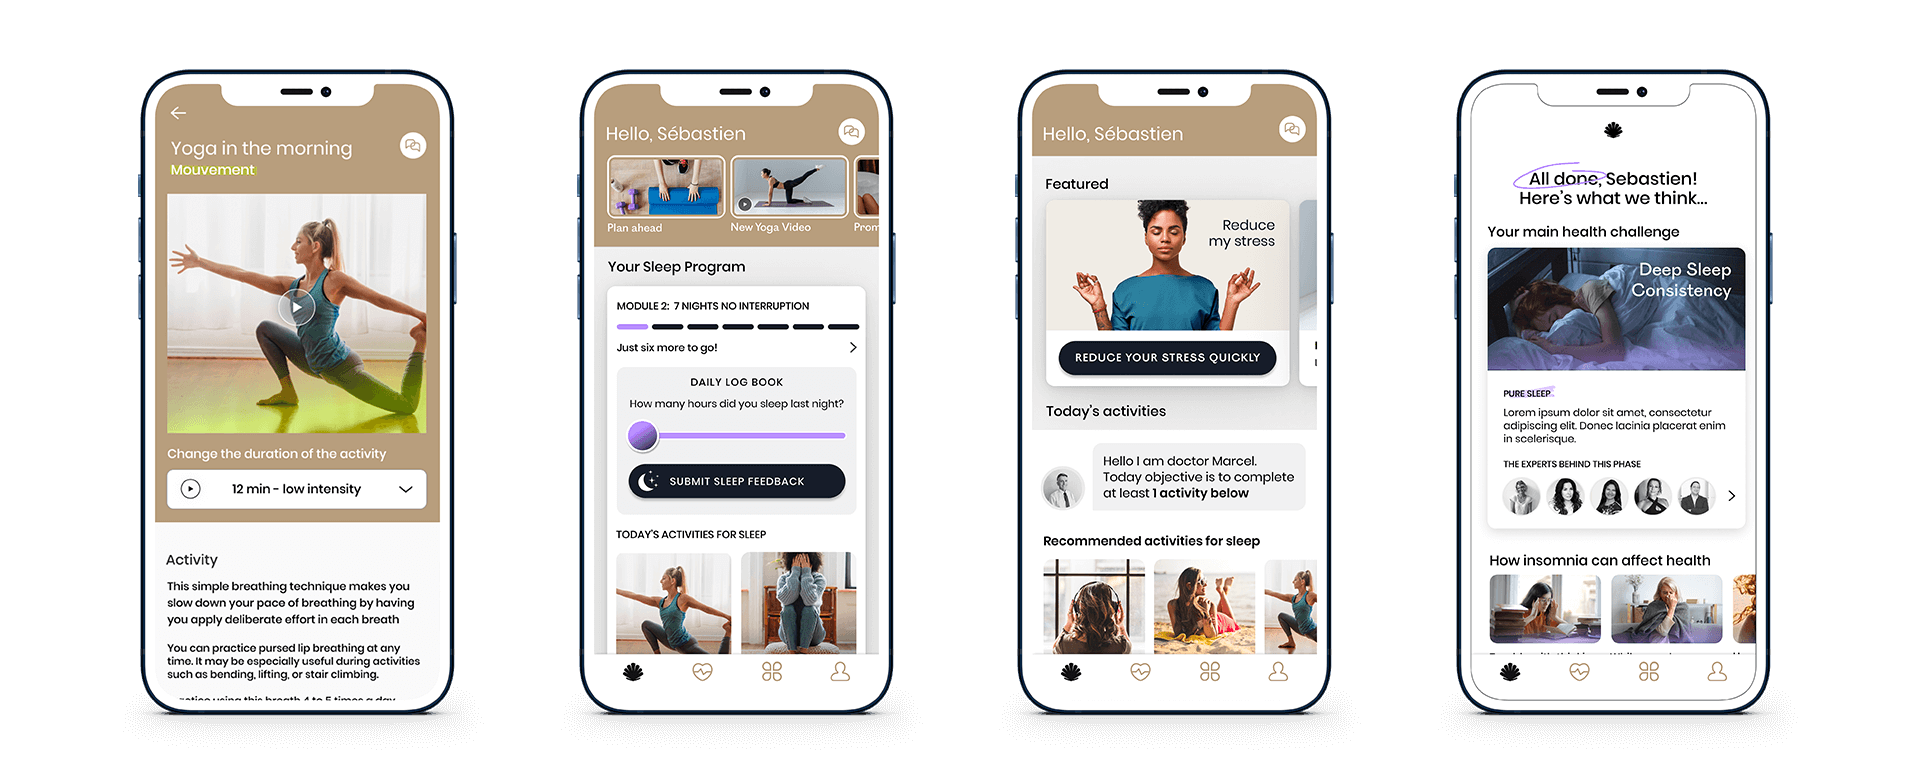 Yoga in the morning
Mouvement
Change the duration of the activity
12 min - low intensity
Activity
This simple breathing technique makes you
slow down your pace of breathing by having
you apply deliberate effort in each breath
You can practice pursed lip breathing at any
time. It may be especially useful during activities
such as bending, lifting, or stair climbing.
using this breath 4 to 5 times a day
Hello, Sébastien
Plan ahead
New Yoga Video
Prom
Your Sleep Program
MODULE 2: 7 NIGHTS NO INTERRUPTION
Just six more to go!
DAILY LOG BOOK
How many hours did you sleep last night?
SUBMIT SLEEP FEEDBACK
TODAY'S ACTIVITIES FOR SLEEP
Hello, Sébastien
Featured
Reduce
my stress
REDUCE YOUR STRESS QUICKLY
Today's activities
Hello I am doctor Marcel.
Today objective is to complete
at least 1 activity below
Recommended activities for sleep
All done, Sebastien!
Here's what we think...
Your main health challenge
Deep Sleep
Consistency
PURE SLEEP
Lorem ipsum dolor sit amet, consectetur
adipiscing elit. Donec lacinia placerat enim
in scelerisque.
THE EXPERTS BEHIND THIS PHASE
How insomnia can affect health